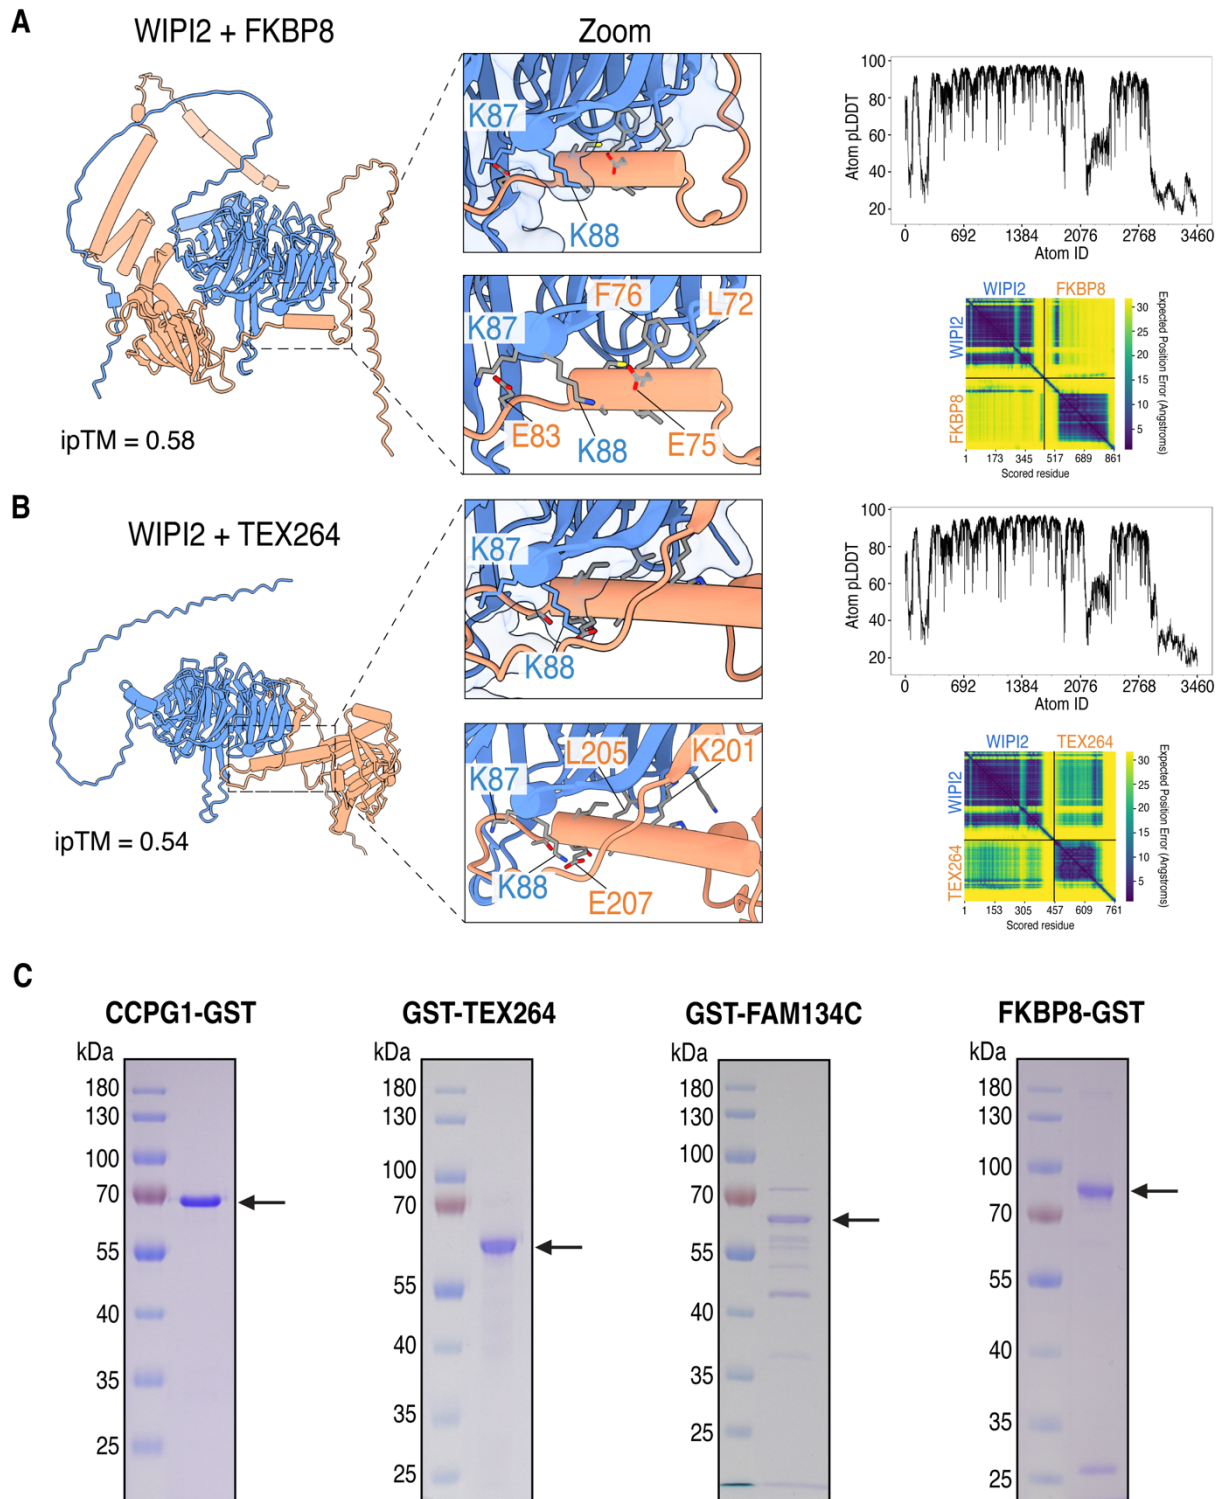 A
WIPI2 + FKBP8
Zoom
K87
K88
F76
L72
K87
E83
K88
E75
ipTM = 0.58
100
80
60
40
20
Atom pLDDT
0 692 1384 2076 2768 3460
Atom ID
WIPI2 FKBP8
WIPI2
FKBP8
30
25
20
15
10
5
Expected Position Error (Angstroms)
1 173 345 517 689 861
Scored residue
B
WIPI2 + TEX264
K87
K88
L205
K201
K87
K88
E207
ipTM = 0.54
100
80
60
40
20
Atom pLDDT
0 692 1384 2076 2768 3460
Atom ID
WIPI2 TEX264
WIPI2
TEX264
30
25
20
15
10
5
Expected Position Error (Angstroms)
1 153 305 457 609 761
Scored residue
C
CCPG1-GST
kDa
180
130
100
70
55
40
35
25
GST-TEX264
kDa
180
130
100
70
55
40
35
25
GST-FAM134C
kDa
180
130
100
70
55
40
35
25
FKBP8-GST
kDa
180
130
100
70
55
40
35
25